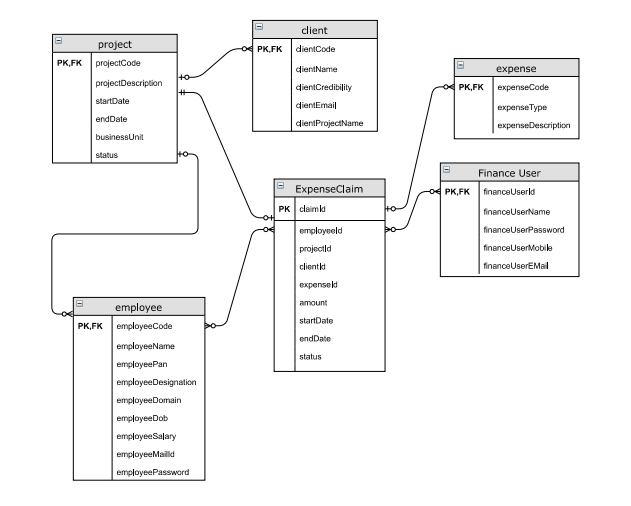 project
PK,FK projectCode
projectDescription
startDate
endDate
businessUnit
status
client
PK,FK clientCode
clientName
clientCredibility
clientEmail
clientProjectName
expense
PK,FK expenseCode
expenseType
expenseDescription
ExpenseClaim
PK claimId
employeeId
projectId
clientId
expenseId
amount
startDate
endDate
status
Finance User
PK,FK financeUserId
financeUserName
financeUserPassword
financeUserMobile
financeUserEMail
employee
PK,FK employeeCode
employeeName
employeePan
employeeDesignation
employeeDomain
employeeDob
employeeSalary
employeeMailId
employeePassword